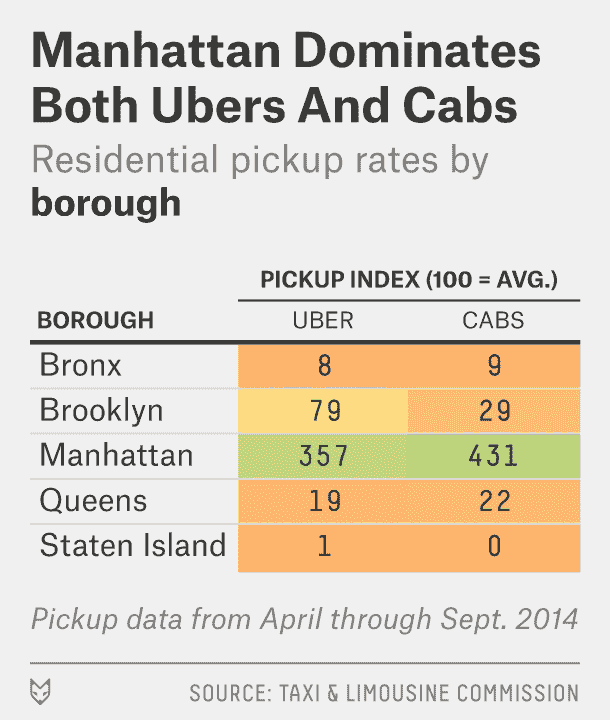 Manhattan Dominates
Both Ubers And Cabs
Residential pickup rates by
borough
PICKUP INDEX (100 = AVG.)
BOROUGH UBER CABS
Bronx 8 9
Brooklyn 79 29
Manhattan 357 431
Queens 19 22
Staten Island 1 0
Pickup data from April through Sept. 2014
SOURCE: TAXI & LIMOUSINE COMMISSION